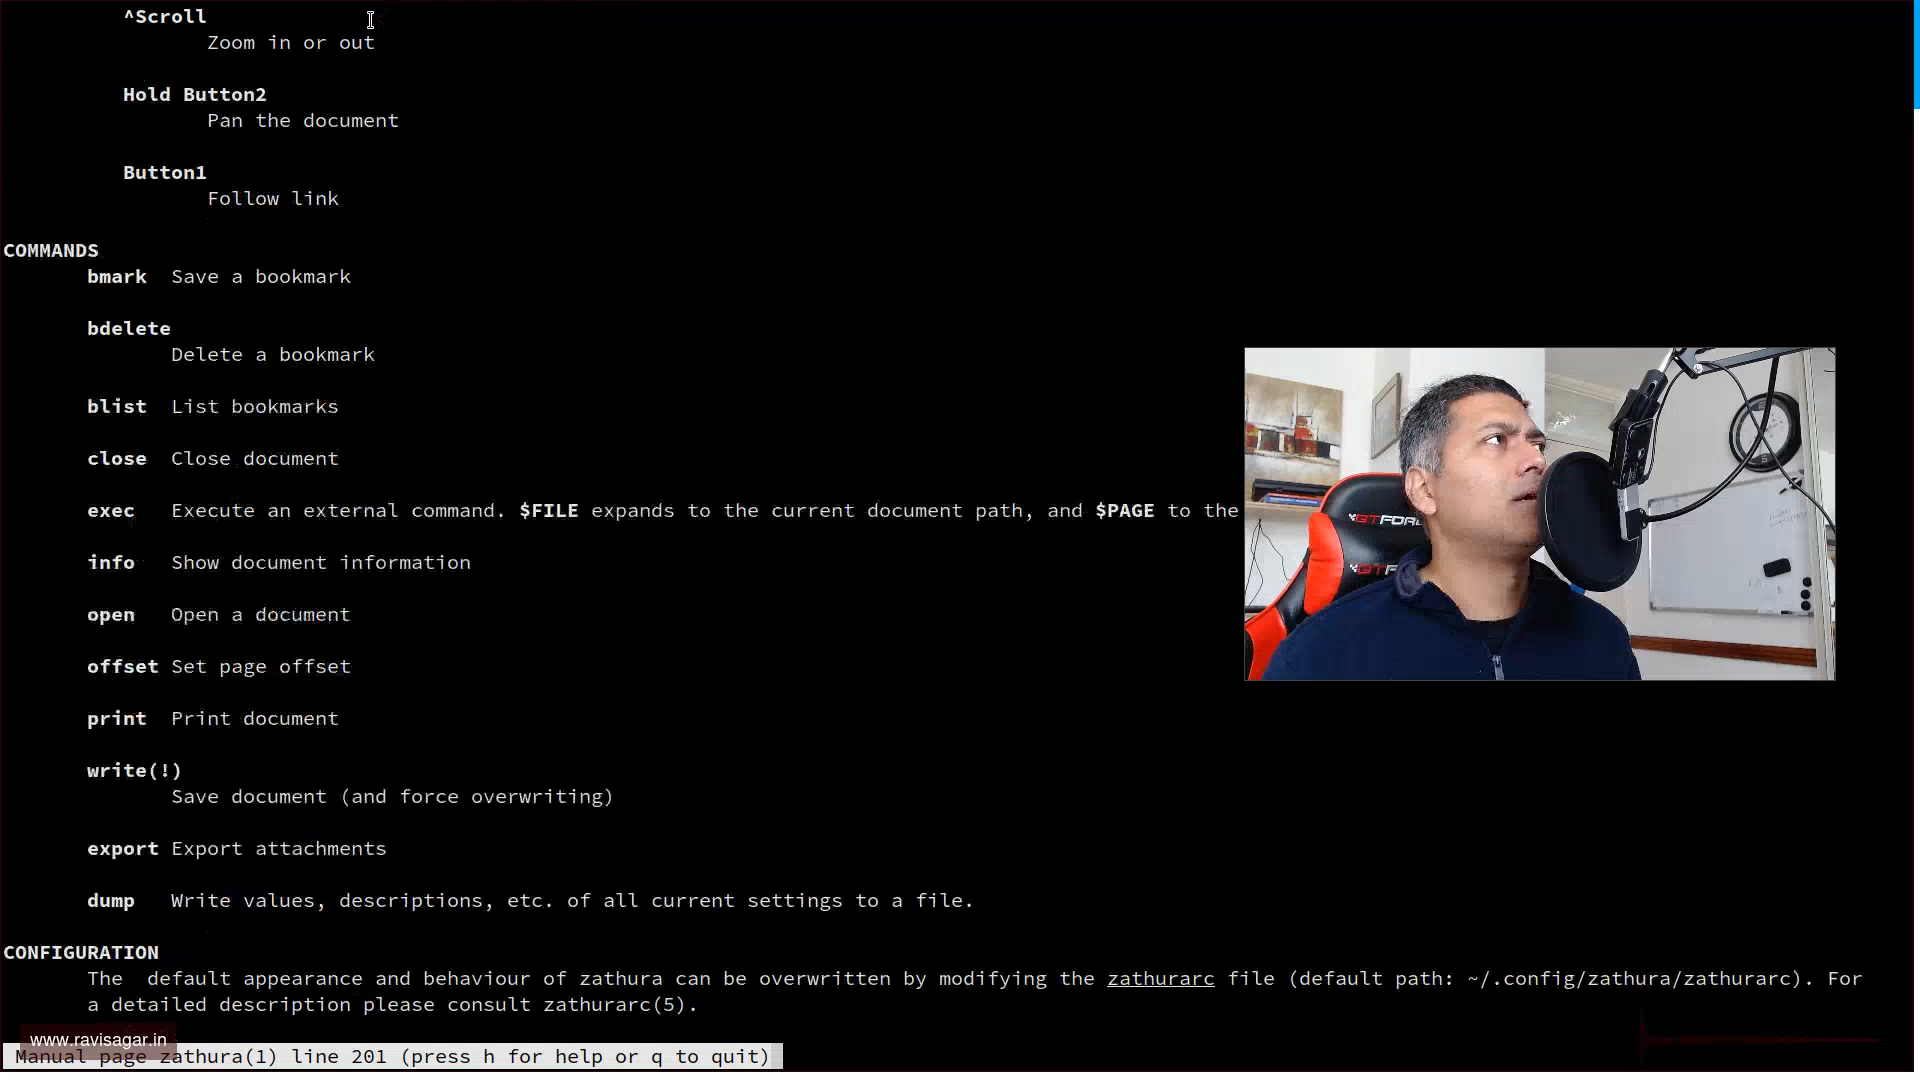 ^Scroll
Zoom in or out
Hold Button2
Pan the document
Button1
Follow link
COMMANDS
bmark Save a bookmark
bdelete
Delete a bookmark
blist List bookmarks
close Close document
exec Execute an external command. $FILE expands to the current document path, and $PAGE to the
info Show document information
open Open a document
offset Set page offset
print Print document
write(!)
Save document (and force overwriting)
export Export attachments
dump Write values, descriptions, etc. of all current settings to a file.
CONFIGURATION
The default appearance and behaviour of zathura can be overwritten by modifying the zathurarc file (default path: ~/.config/zathura/zathurarc). For
a detailed description please consult zathurarc(5).
www.ravisagar.in
Manual page zathura(1) line 201 (press h for help or q to quit)
GTFOR
GTF